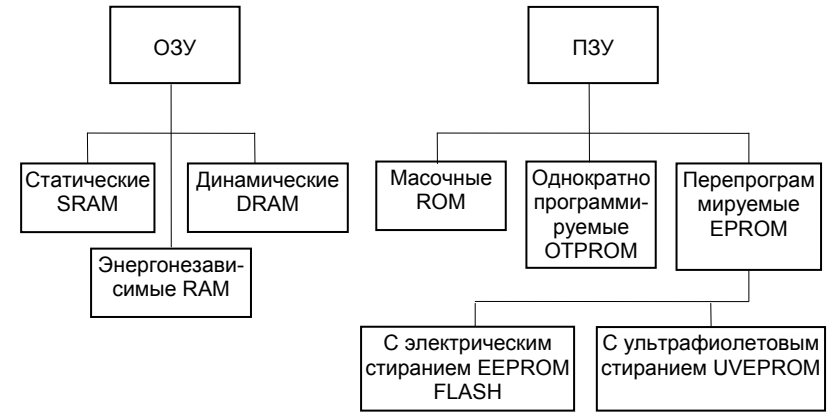 ОЗУ
ПЗУ
Статические
SRAM
Динамические
DRAM
Энергонезави-
симые RAM
Масочные
ROM
Однократно
программи-
руемые
OTPROM
Перепрограм
мируемые
EPROM
С электрическим
стиранием EEPROM
FLASH
С ультрафиолетовым
стиранием UVEPROM